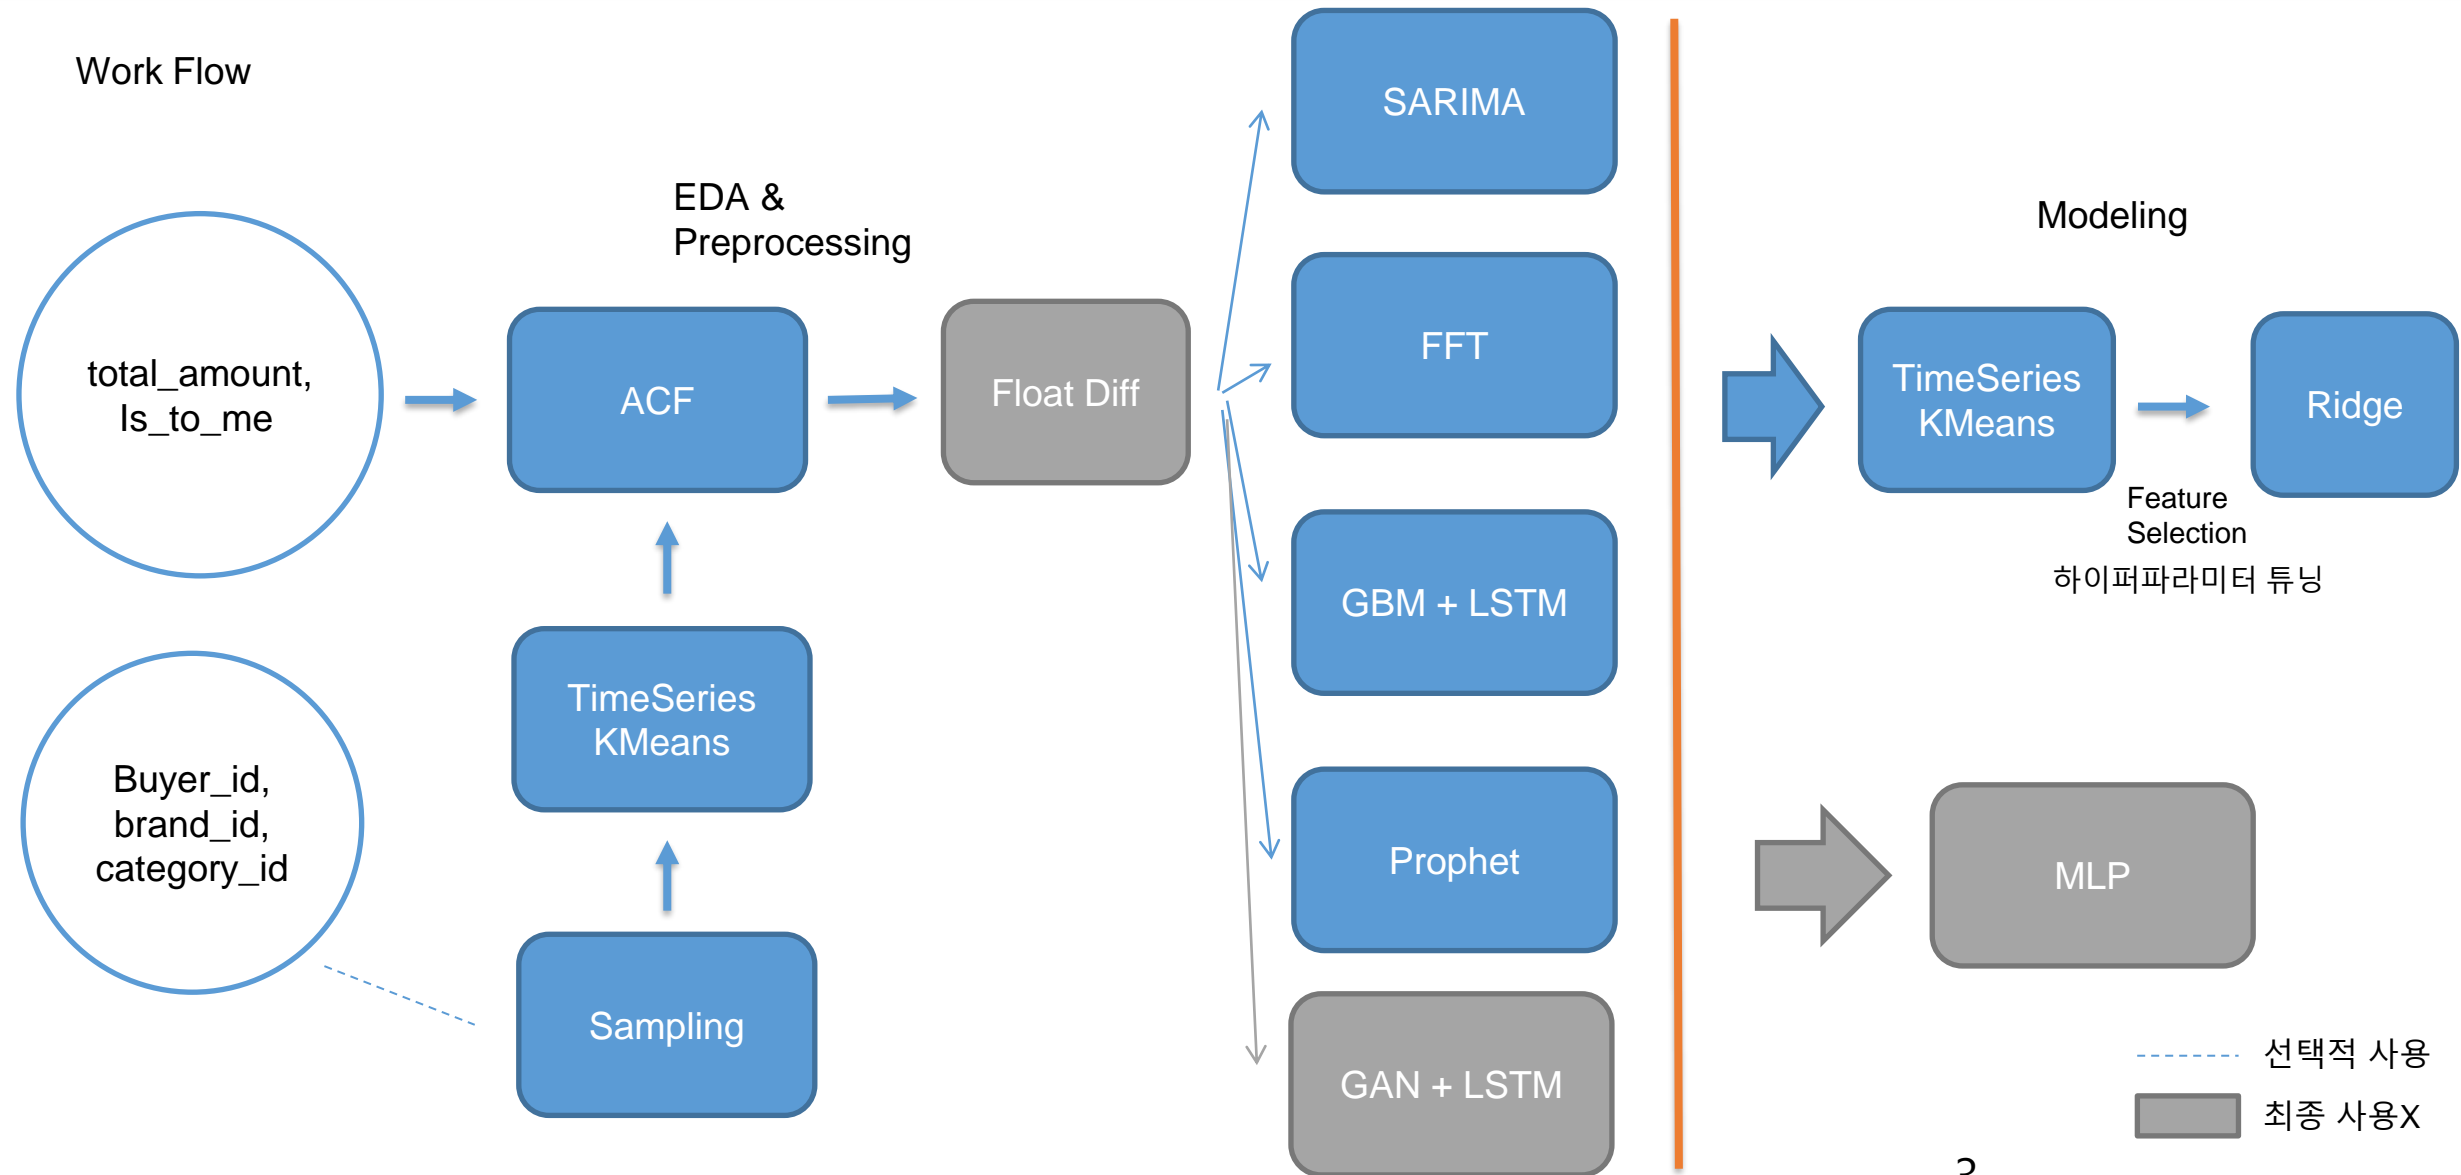 Work Flow
EDA &
Preprocessing
Modeling
total_amount,
Is_to_me
ACF
Float Diff
SARIMA
FFT
GBM + LSTM
Prophet
GAN + LSTM
TimeSeries
KMeans
Ridge
Feature
Selection
하이퍼파라미터 튜닝
Buyer_id,
brand_id,
category_id
TimeSeries
KMeans
Sampling
MLP
선택적 사용
최종 사용X